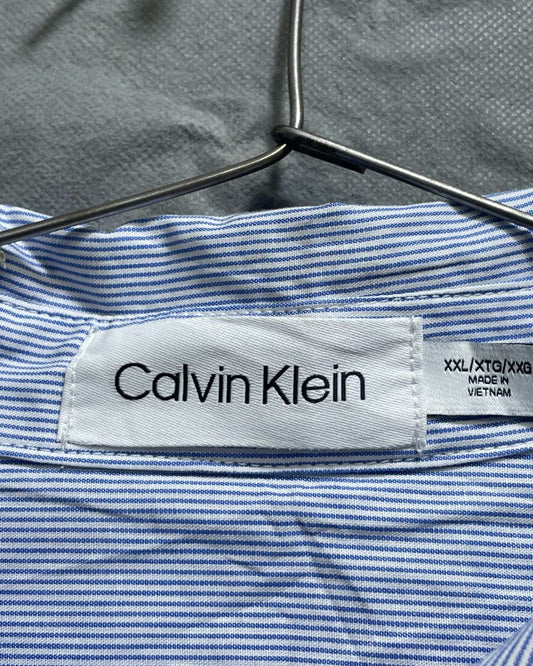 Calvin Klein
XXL/XTG/XXG
MADE IN
VIETNAM